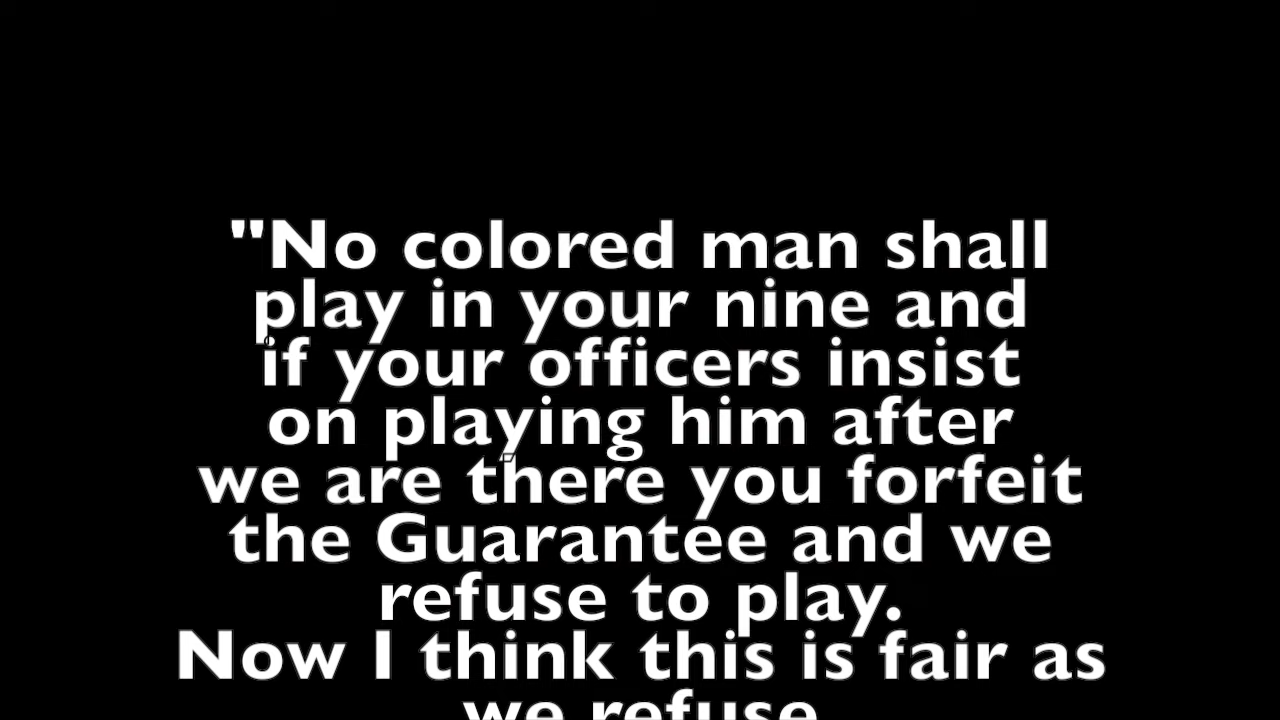 "No colored man shall
play in your nine and
if your officers insist
on playing him after
we are there you forfeit
the Guarantee and we
refuse to play.
Now I think this is fair as
we refuse